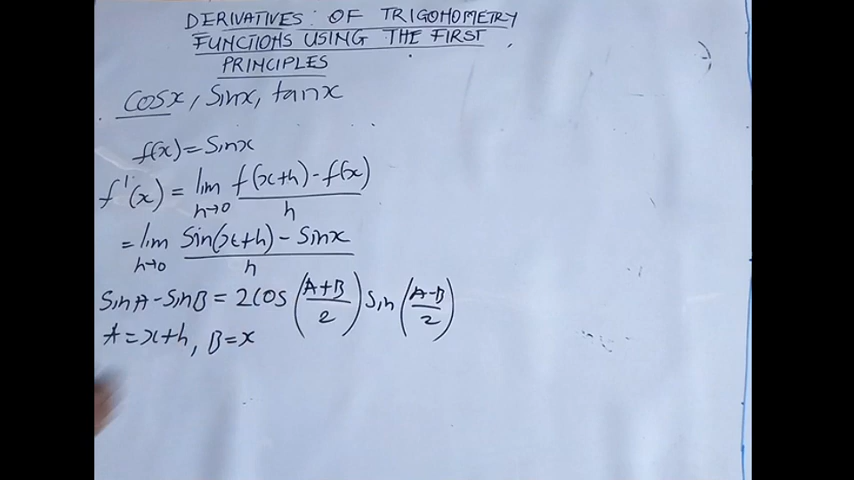 DERIVATIVES: OF TRIGOHOMETRY
FUNCTIONS USING THE FIRST
PRINCIPLES
COSx, Sinx, tanx
f(x)=Sinx
f'(x) = lim h→0 f(x+h)-f(x) / h
= lim h→0 Sin(x+h) - Sinx / h
SinA-SinB = 2COS (A+B / 2) Sin (A-B / 2)
A=x+h, B=x